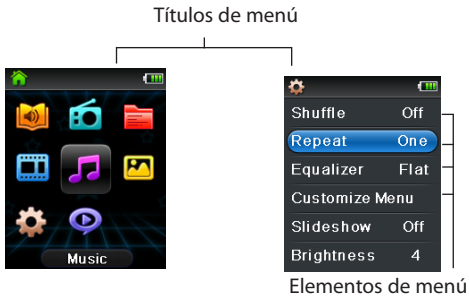 Títulos de menú
Music
Shuffle Off
Repeat One
Equalizer Flat
Customize Menu
Slideshow Off
Brightness 4
Elementos de menú